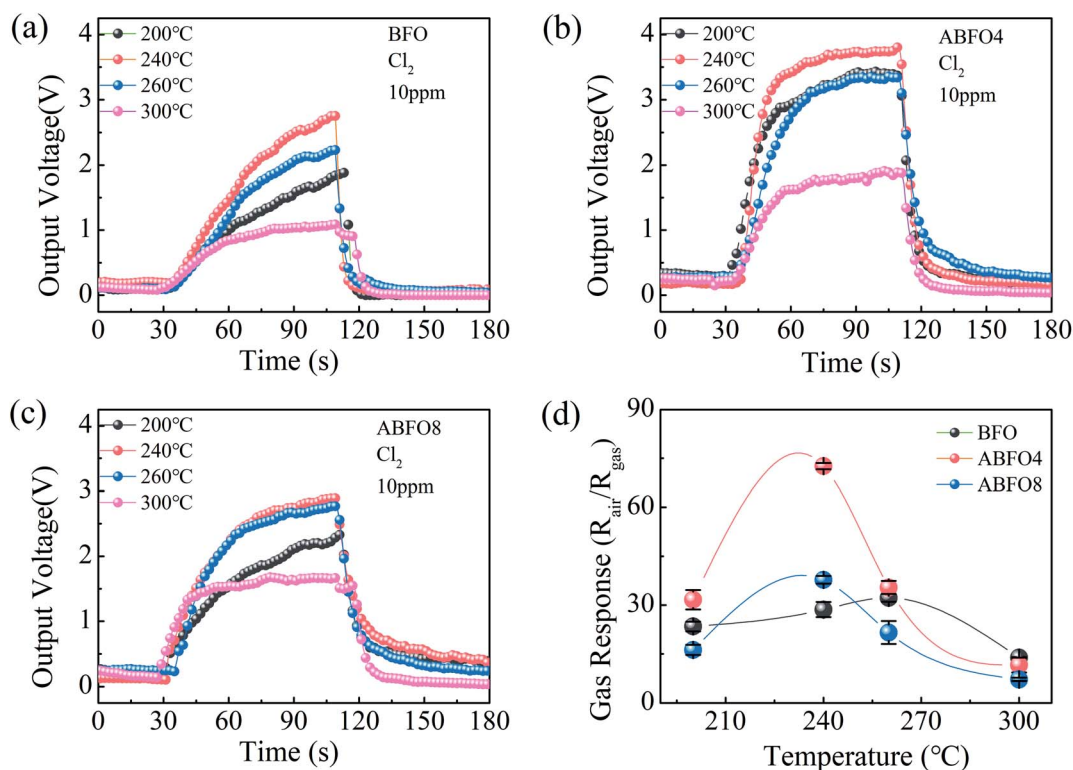 (a)
4
3
2
1
0
Output Voltage(V)
200°C
240°C
260°C
300°C
BFO
Cl₂
10ppm
0 30 60 90 120 150 180
Time (s)
(b)
4
3
2
1
0
Output Voltage(V)
200°C
240°C
260°C
300°C
ABFO4
Cl₂
10ppm
0 30 60 90 120 150 180
Time (s)
(c)
4
3
2
1
0
Output Voltage(V)
200°C
240°C
260°C
300°C
ABFO8
Cl₂
10ppm
0 30 60 90 120 150 180
Time (s)
(d)
90
60
30
0
Gas Response (Rair/Rgas)
BFO
ABFO4
ABFO8
210 240 270 300
Temperature (°C)